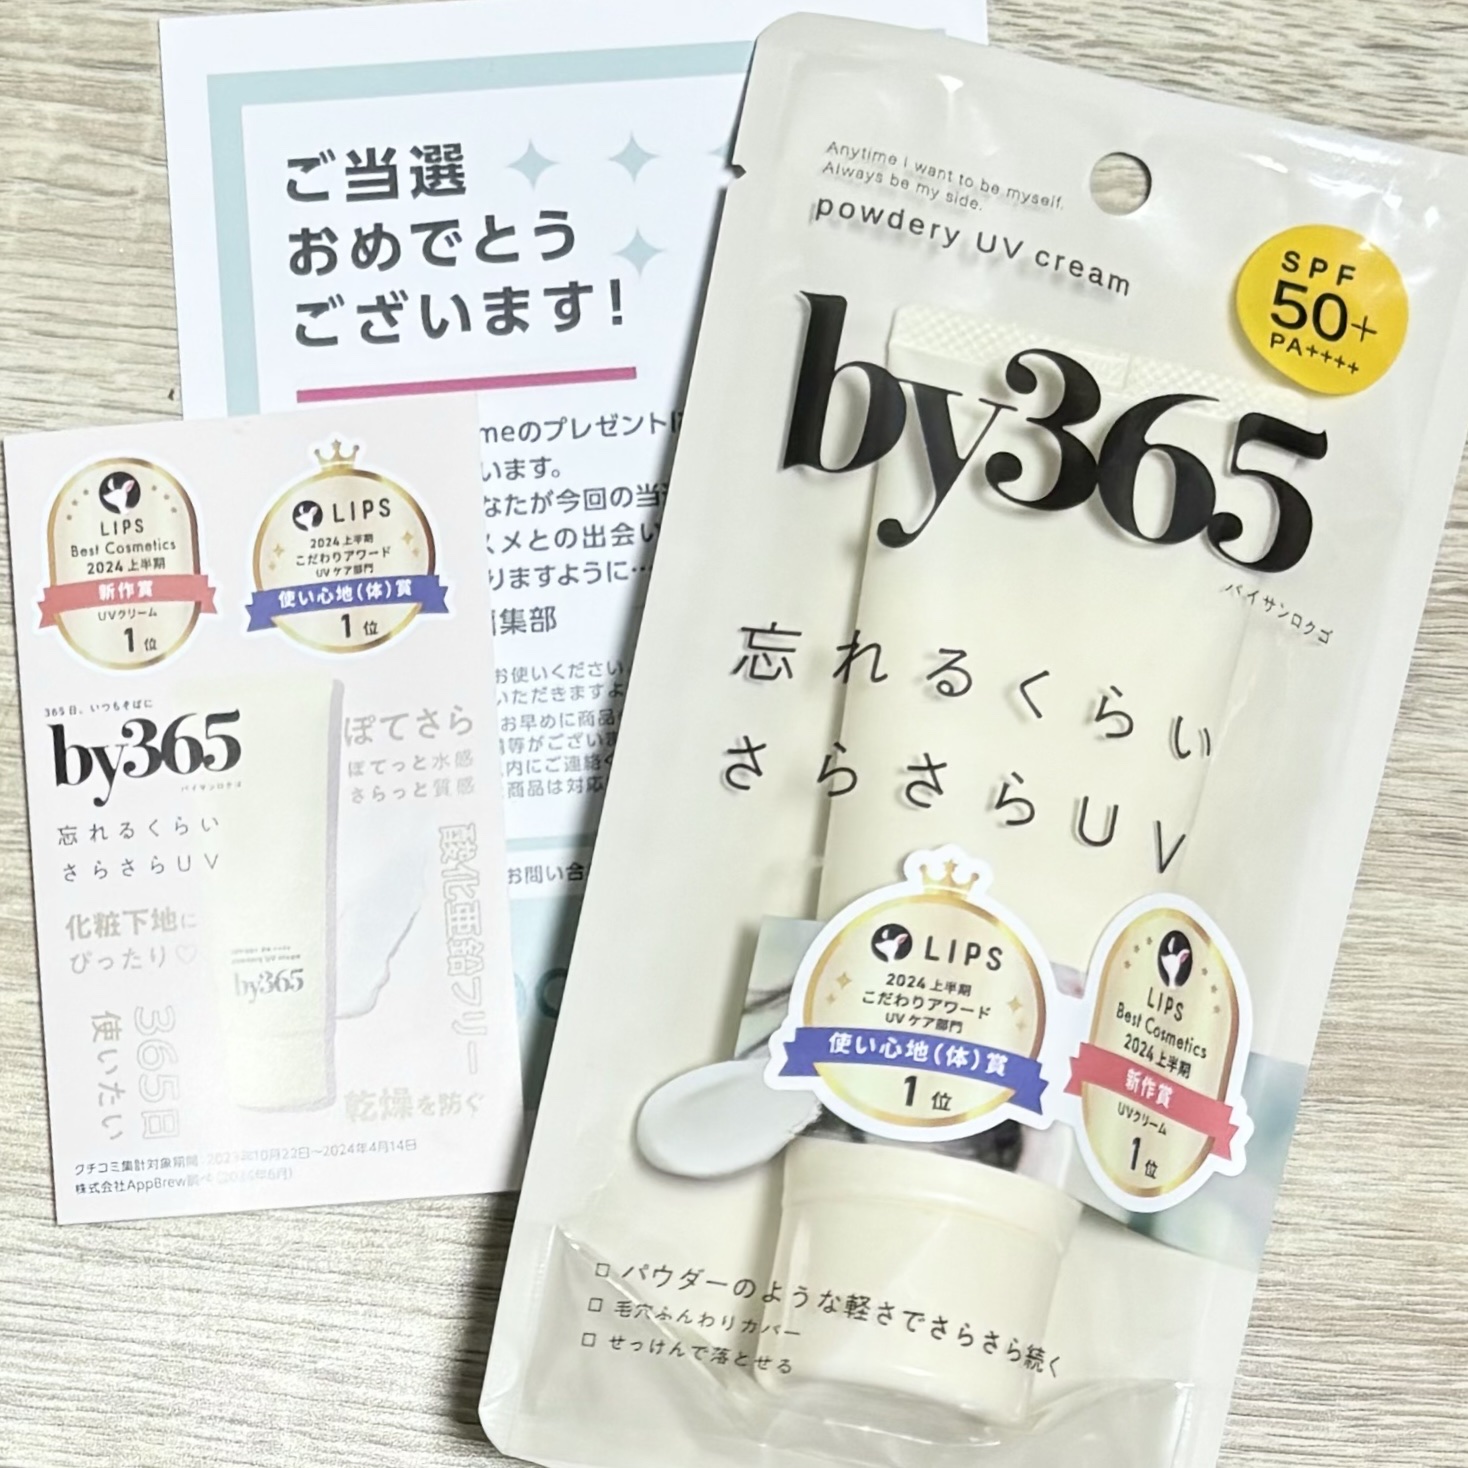 ご当選
おめでとう
ございます!
meのプレゼント
います。
なたが今回の当
メとの出会い
りますように…
集部
お使いください
いただきますよ
お早めに商品
等がござい
内にご連絡
商品は対応
お問い合
LIPS
Best Cosmetics
2024 上半期
新作賞
UVクリーム
1位
LIPS
2024 上半期
こだわりアワード
UV ケア部門
使い心地(体)賞
1位
365日、いつもそばに
by365
バイサンロクゴ
忘れるくらい
さらさらUV
化粧下地に
ぴったり♡
365日
使いたい
by365
ぽてさら
ぽてっと水感
さらっと質感
酸化亜鉛フリー
乾燥を防ぐ
クチコミ集計対象期間:2023年10月22日~2024年4月14日
株式会社AppBrew調べ(2024年6月)
Anytime i want to be myself.
Always be my side.
powdery UV cream
SPF
50+
PA++++
by365
バイサンロクゴ
忘れるくらい
さらさらUV
LIPS
2024 上半期
こだわりアワード
UV ケア部門
使い心地(体)賞
1位
LIPS
Best Cosmetics
2024 上半期
新作賞
UVクリーム
1位
□ パウダーのような軽さでさらさら続く
□ 毛穴ふんわりカバー
□ せっけんで落とせる